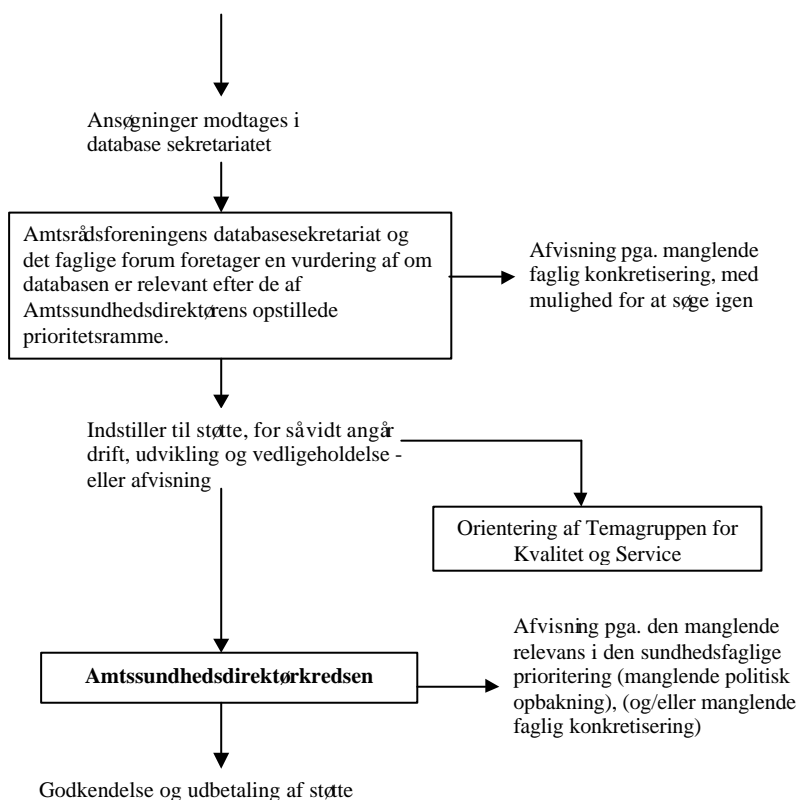 Ansøgninger modtages i
database sekretariatet
Amtsrådsforeningens databasesekretariat og
det faglige forum foretager en vurdering af om
databasen er relevant efter de af
Amtssundhedsdirektørens opstillede
prioritetsramme.
Afvisning pga. manglende
faglig konkretisering, med
mulighed for at søge igen
Indstiller til støtte, for såvidt angår
drift, udvikling og vedligeholdelse -
eller afvisning
Orientering af Temagruppen for
Kvalitet og Service
Amtssundhedsdirektørkredsen
Afvisning pga. den manglende
relevans i den sundhedsfaglige
prioritering (manglende politisk
opbakning), (og/eller manglende
faglig konkretisering)
Godkendelse og udbetaling af støtte